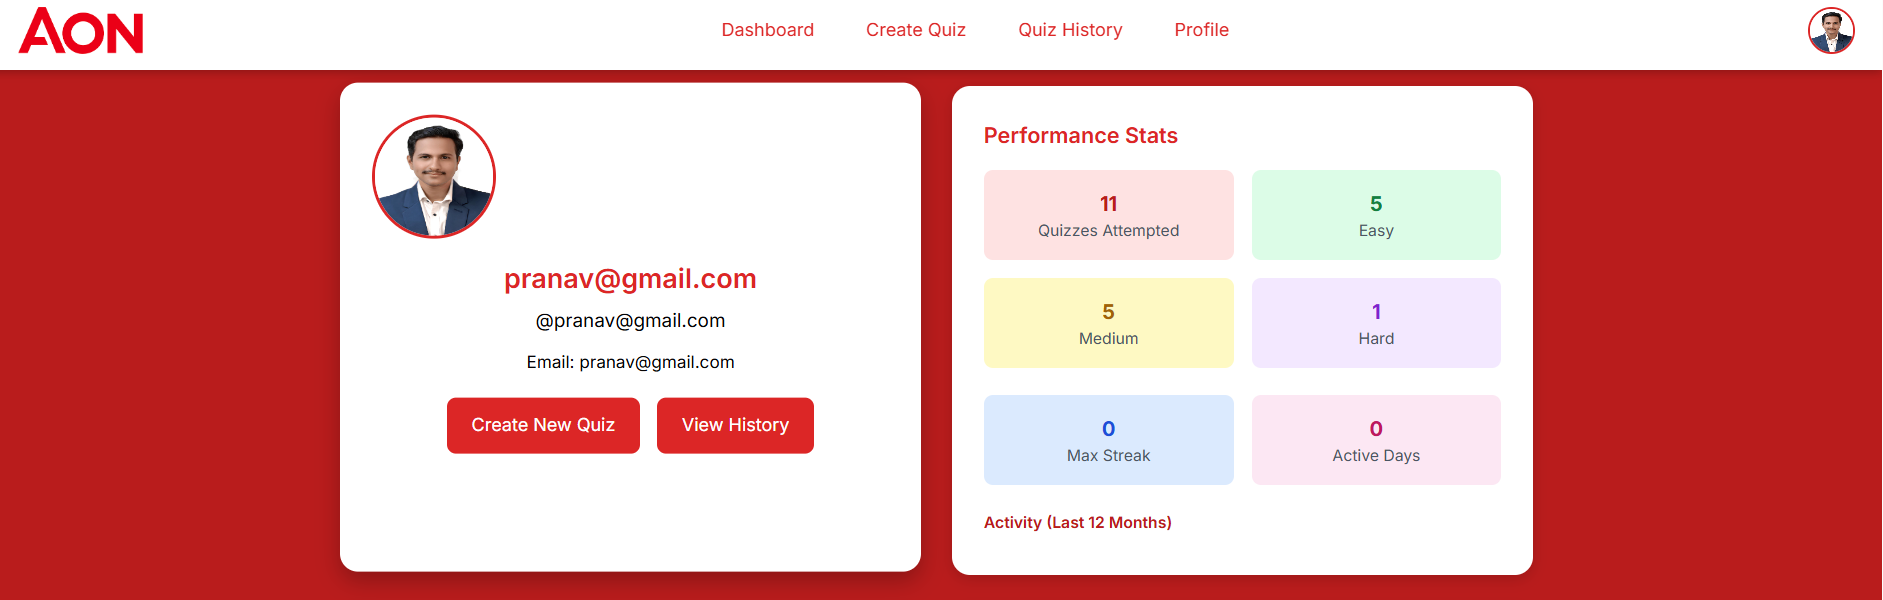 AON
Dashboard
Create Quiz
Quiz History
Profile
pranav@gmail.com
@pranav@gmail.com
Email: pranav@gmail.com
Create New Quiz
View History
Performance Stats
11
Quizzes Attempted
5
Easy
5
Medium
1
Hard
0
Max Streak
0
Active Days
Activity (Last 12 Months)